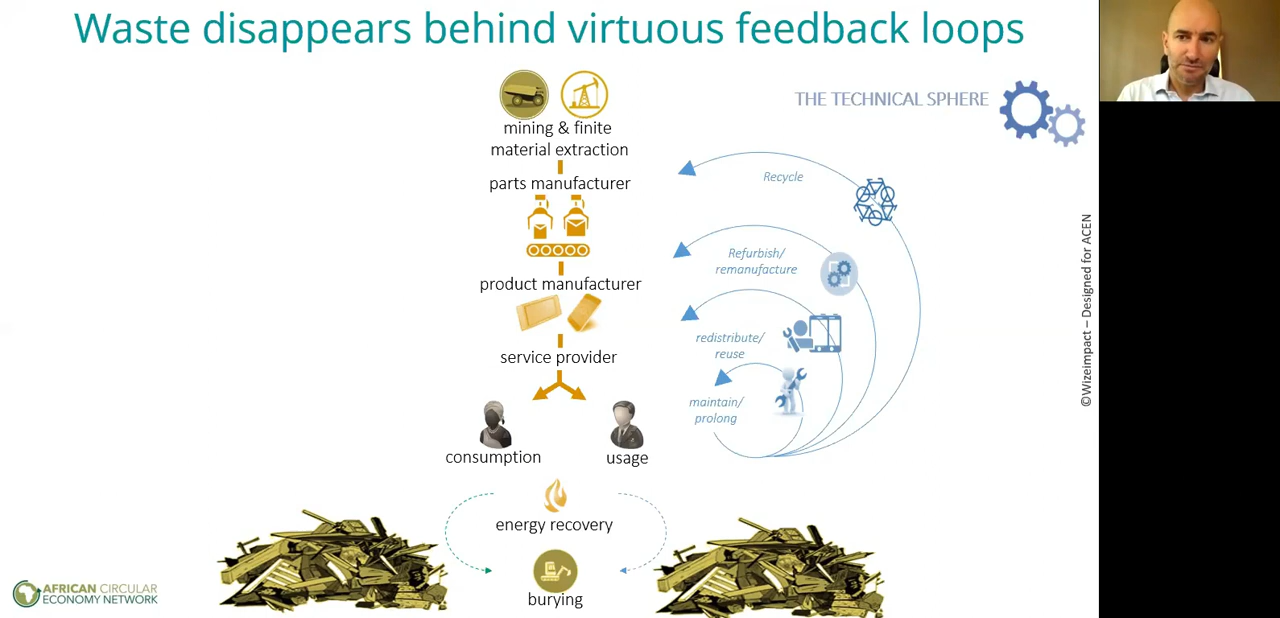 Waste disappears behind virtuous feedback loops
THE TECHNICAL SPHERE
mining & finite
material extraction
parts manufacturer
product manufacturer
service provider
consumption
usage
energy recovery
burying
Recycle
Refurbish/
remanufacture
redistribute/
reuse
maintain/
prolong
©Wizeimpact – Designed for ACEN
AFRICAN CIRCULAR
ECONOMY NETWORK